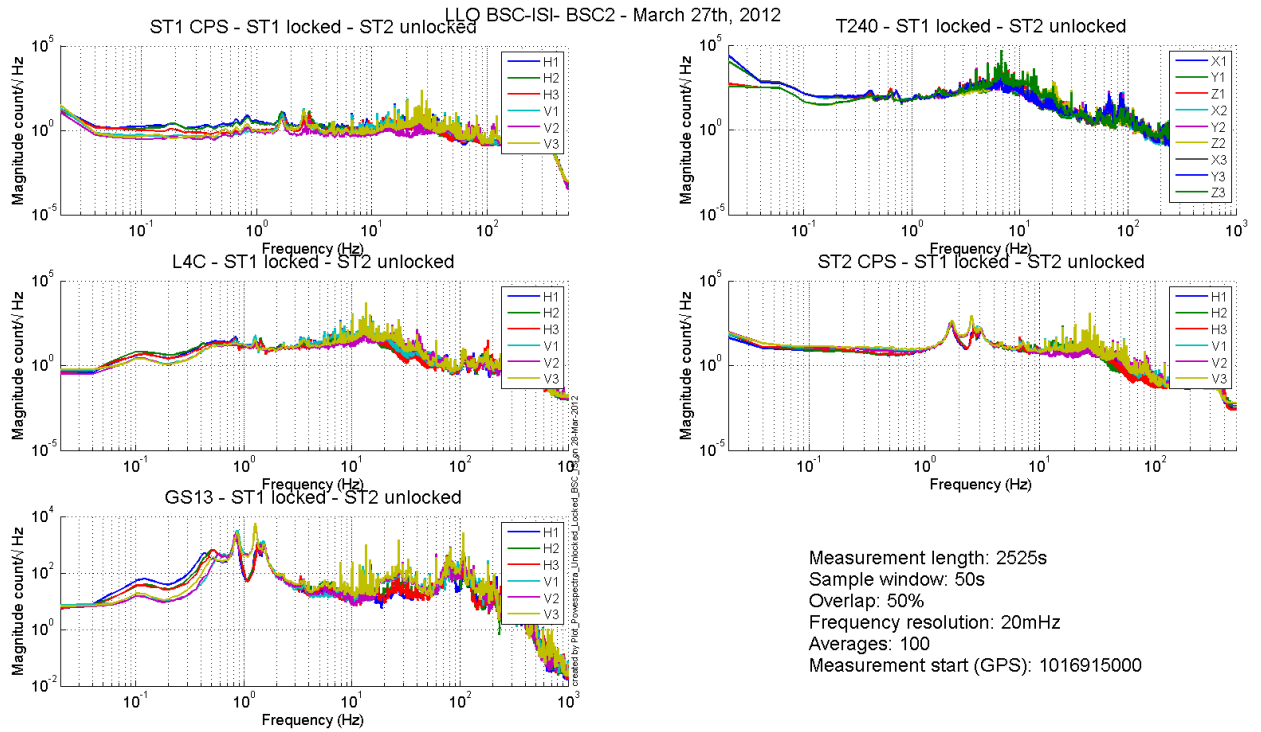 LLO BSC-ISI- BSC2 - March 27th, 2012
ST1 CPS - ST1 locked - ST2 unlocked
Magnitude count/√ Hz
10^5
10^0
10^-5
10^-1
10^0
10^1
10^2
Frequency (Hz)
H1
H2
H3
V1
V2
V3
T240 - ST1 locked - ST2 unlocked
Magnitude count/√ Hz
10^5
10^0
10^-5
10^-1
10^0
10^1
10^2
10^3
Frequency (Hz)
X1
Y1
Z1
X2
Y2
Z2
X3
Y3
Z3
L4C - ST1 locked - ST2 unlocked
Magnitude count/√ Hz
10^5
10^0
10^-5
10^-1
10^0
10^1
10^2
10^3
Frequency (Hz)
H1
H2
H3
V1
V2
V3
ST2 CPS - ST1 locked - ST2 unlocked
Magnitude count/√ Hz
10^5
10^0
10^-5
10^-1
10^0
10^1
10^2
Frequency (Hz)
H1
H2
H3
V1
V2
V3
GS13 - ST1 locked - ST2 unlocked
Magnitude count/√ Hz
10^4
10^2
10^0
10^-2
10^-1
10^0
10^1
10^2
10^3
Frequency (Hz)
H1
H2
H3
V1
V2
V3
created by Plot_Powespectra_Unlocked_Locked_BSC_ISI on 28-Mar-2012
Measurement length: 2525s
Sample window: 50s
Overlap: 50%
Frequency resolution: 20mHz
Averages: 100
Measurement start (GPS): 1016915000